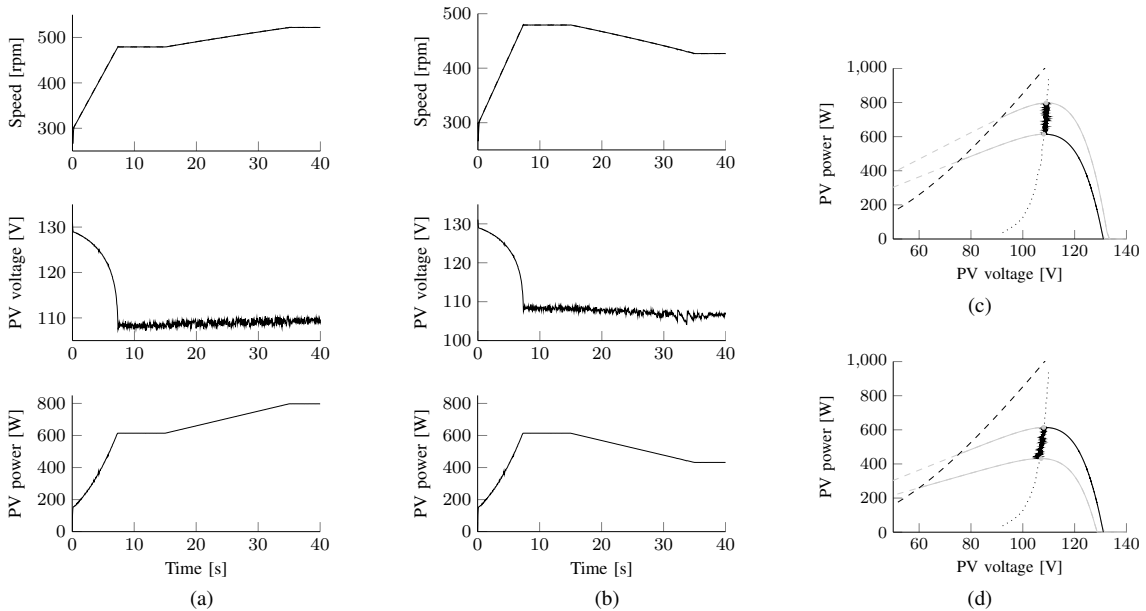 500
400
300
Speed [rpm]
0 10 20 30 40
130
120
110
PV voltage [V]
0 10 20 30 40
800
600
400
200
0
PV power [W]
0 10 20 30 40
Time [s]
(a)
500
400
300
Speed [rpm]
0 10 20 30 40
130
120
110
100
PV voltage [V]
0 10 20 30 40
800
600
400
200
0
PV power [W]
0 10 20 30 40
Time [s]
(b)
1,000
800
600
400
200
0
PV power [W]
60 80 100 120 140
PV voltage [V]
(c)
1,000
800
600
400
200
0
PV power [W]
60 80 100 120 140
PV voltage [V]
(d)